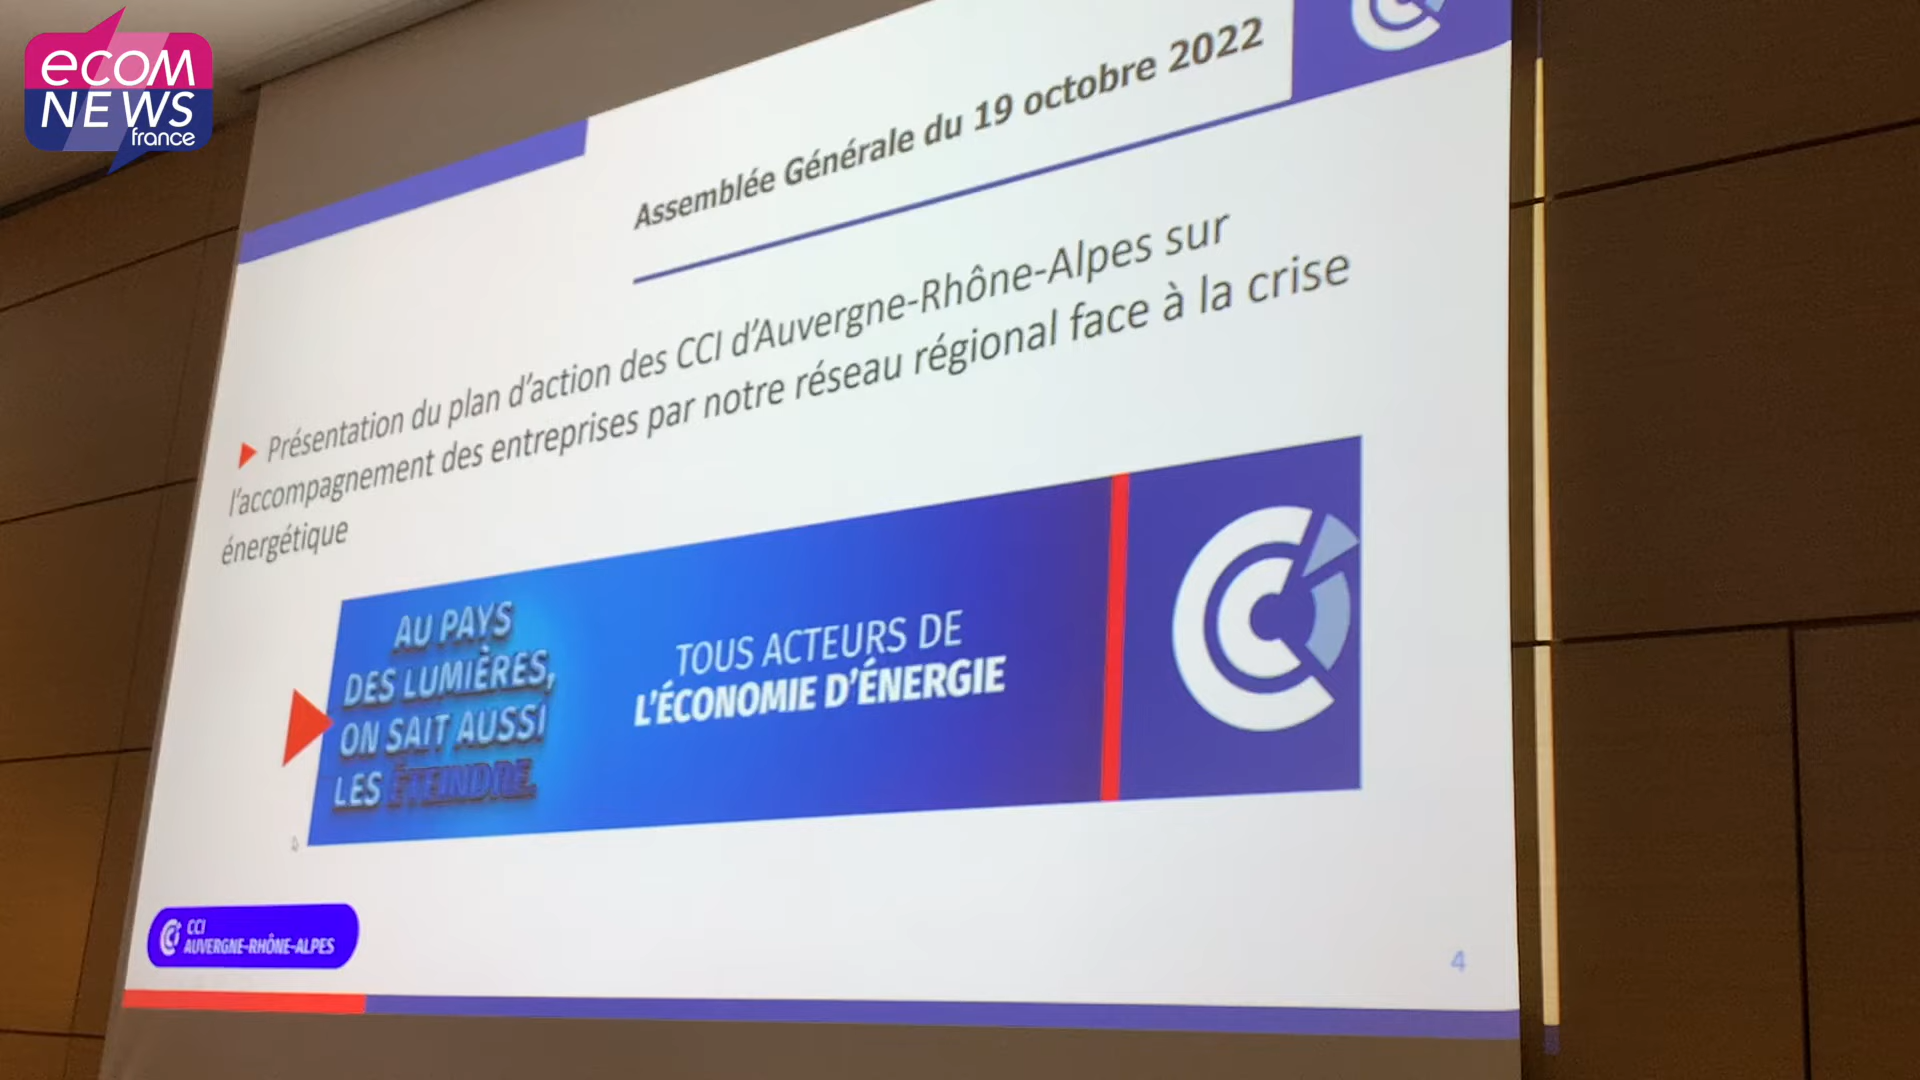 ecom
NEWS
france
Assemblée Générale du 19 octobre 2022
Présentation du plan d'action des CCI d'Auvergne-Rhône-Alpes sur
l'accompagnement des entreprises par notre réseau régional face à la crise
énergétique
AU PAYS
DES LUMIÈRES,
ON SAIT AUSSI
LES ÉTEINDRE.
TOUS ACTEURS DE
L'ÉCONOMIE D'ÉNERGIE
CCI
AUVERGNE-RHÔNE-ALPES
4